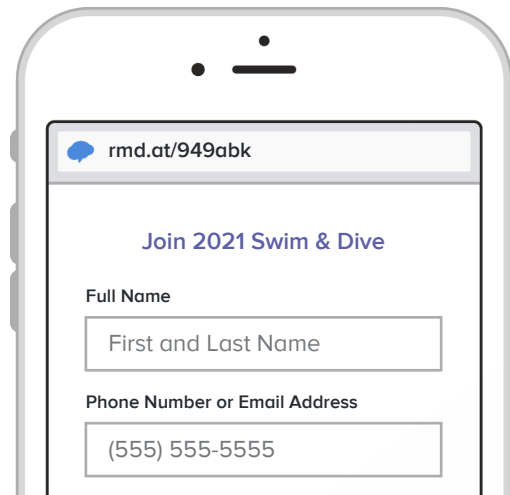 rmd.at/949abk
Join 2021 Swim & Dive
Full Name
First and Last Name
Phone Number or Email Address
(555) 555-5555